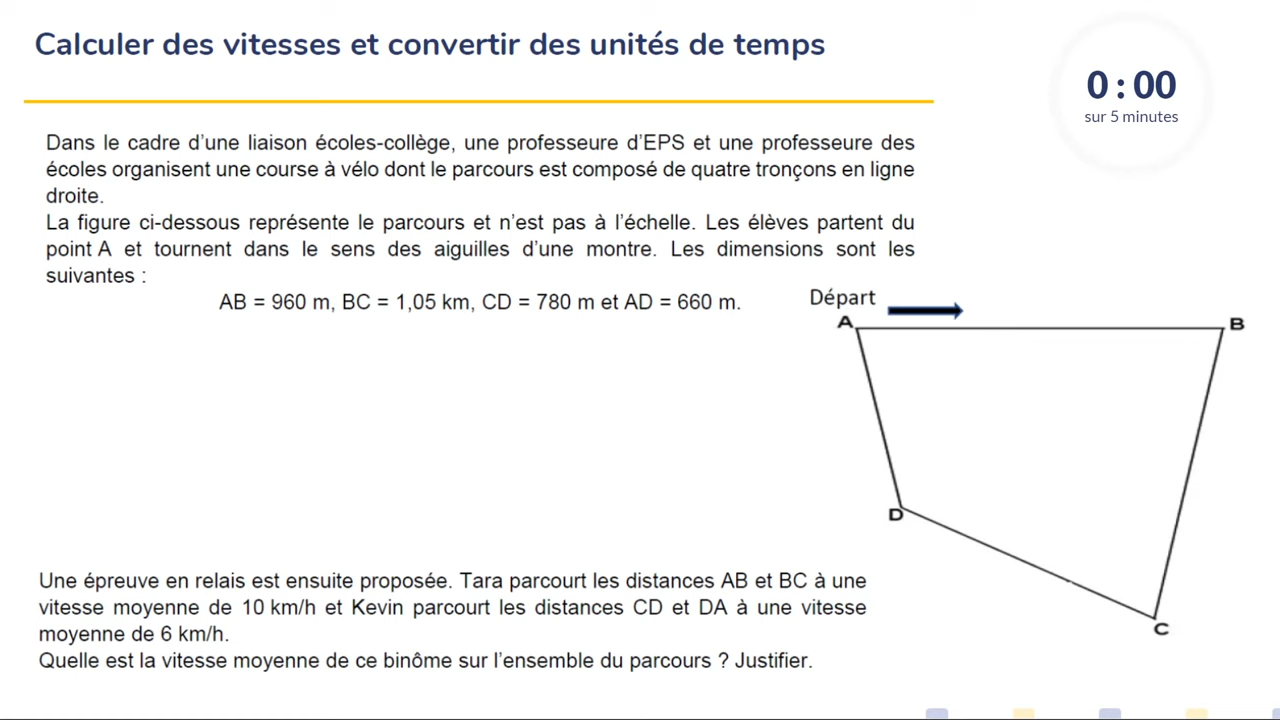 Calculer des vitesses et convertir des unités de temps
0 : 00
sur 5 minutes
Dans le cadre d’une liaison écoles-collège, une professeure d’EPS et une professeure des
écoles organisent une course à vélo dont le parcours est composé de quatre tronçons en ligne
droite.
La figure ci-dessous représente le parcours et n’est pas à l’échelle. Les élèves partent du
point A et tournent dans le sens des aiguilles d’une montre. Les dimensions sont les
suivantes :
AB = 960 m, BC = 1,05 km, CD = 780 m et AD = 660 m.
Départ
A
B
D
C
Une épreuve en relais est ensuite proposée. Tara parcourt les distances AB et BC à une
vitesse moyenne de 10 km/h et Kevin parcourt les distances CD et DA à une vitesse
moyenne de 6 km/h.
Quelle est la vitesse moyenne de ce binôme sur l’ensemble du parcours ? Justifier.